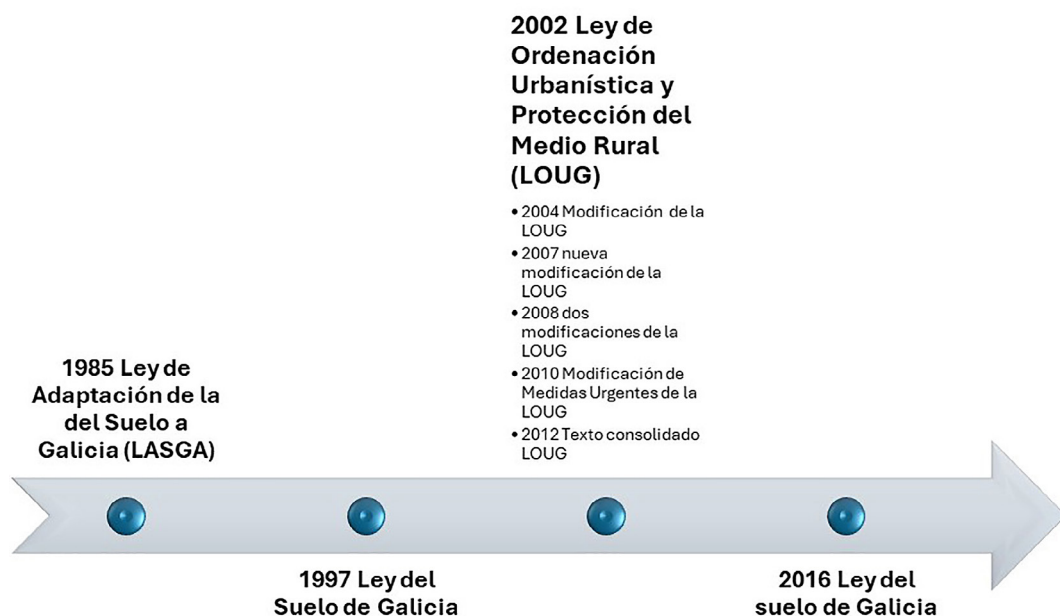 2002 Ley de
Ordenación
Urbanística y
Protección del
Medio Rural
(LOUG)
• 2004 Modificación de la
LOUG
• 2007 nueva
modificación de la
LOUG
• 2008 dos
modificaciones de la
LOUG
• 2010 Modificación de
Medidas Urgentes de la
LOUG
• 2012 Texto consolidado
LOUG
1985 Ley de
Adaptación de la
del Suelo a
Galicia (LASGA)
1997 Ley del
Suelo de Galicia
2016 Ley del
suelo de Galicia